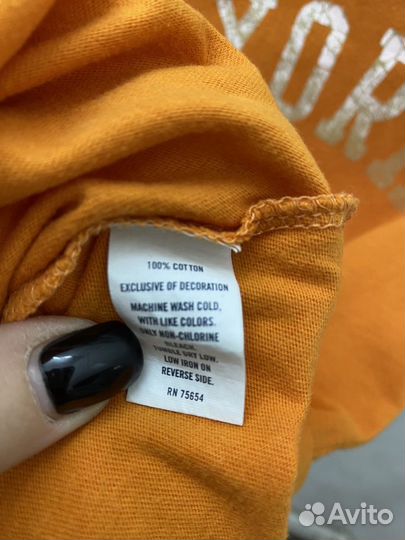 YOR
100% COTTON
EXCLUSIVE OF DECORATION
MACHINE WASH COLD,
WITH LIKE COLORS.
ONLY NON-CHLORINE
BLEACH.
TUMBLE DRY LOW.
LOW IRON ON
REVERSE SIDE.
RN 75654
Avito